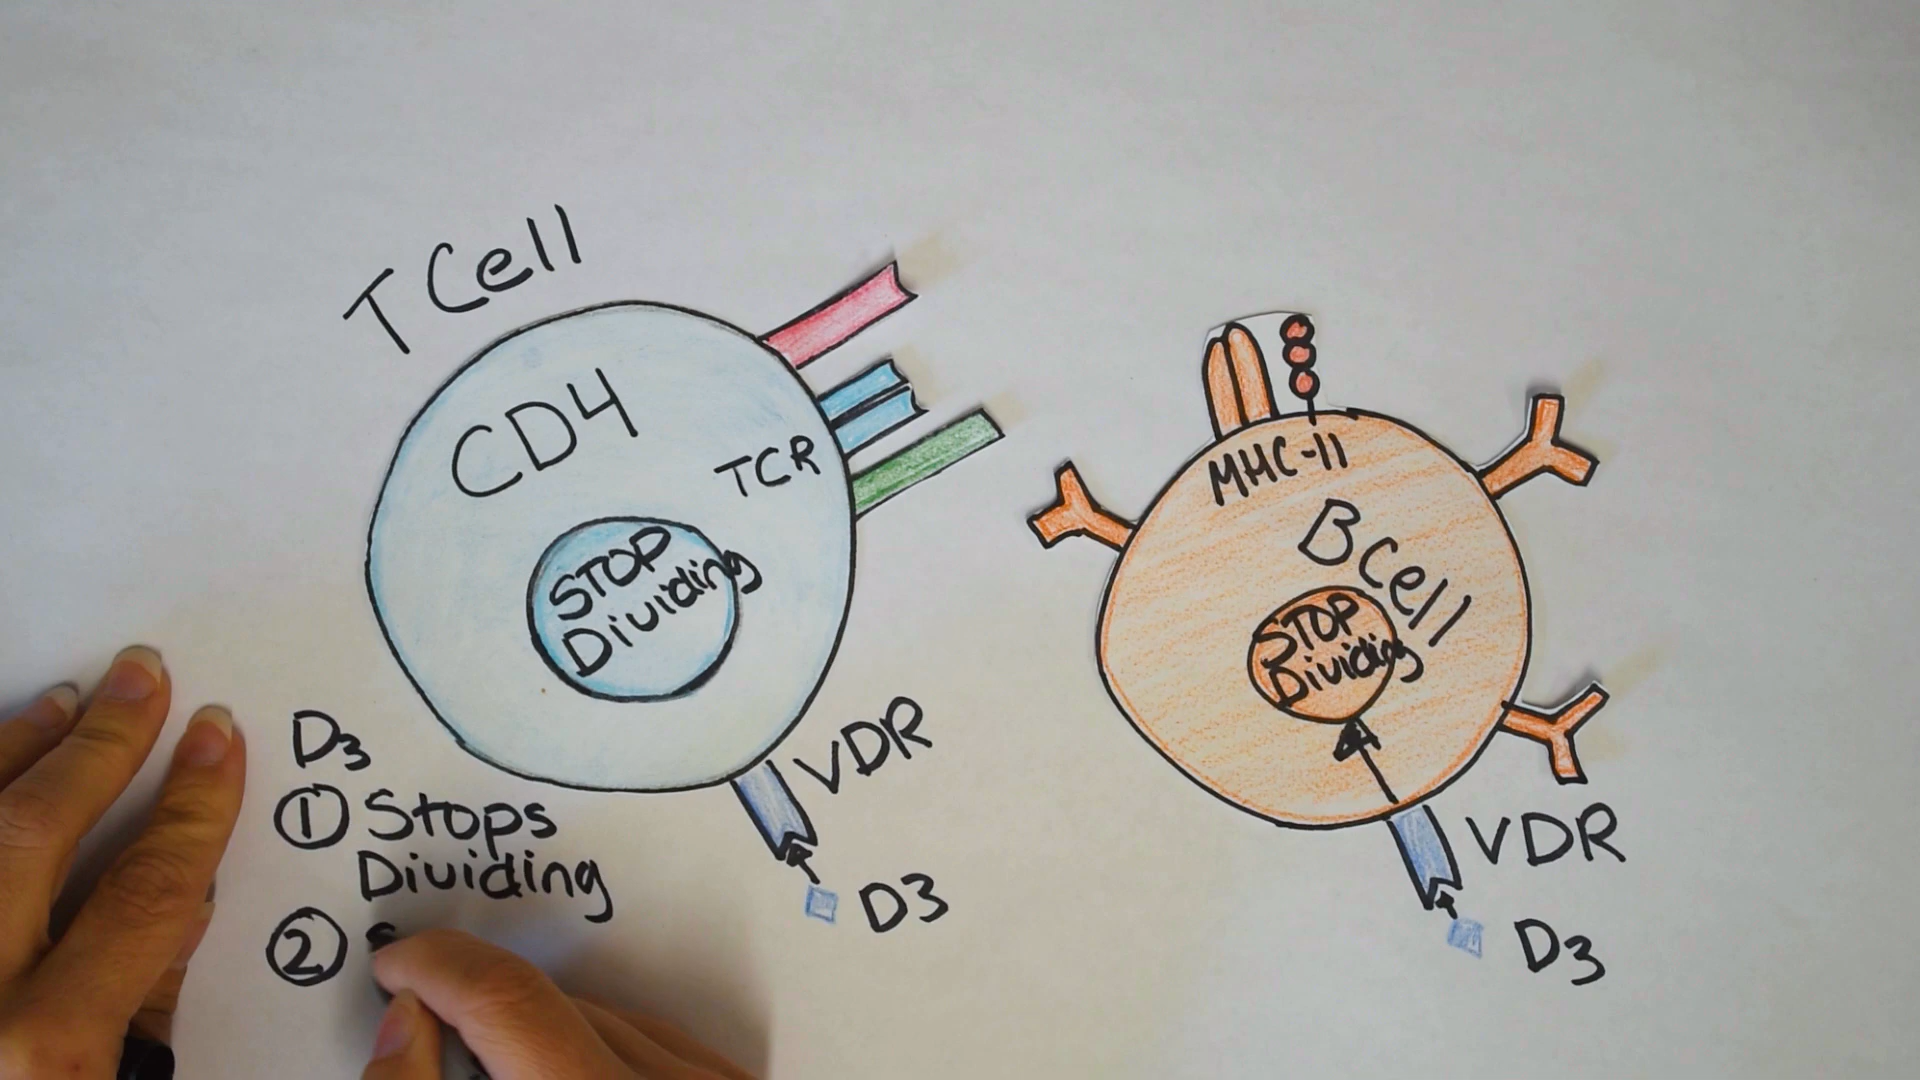 T Cell
CD4
TCR
STOP
Dividing
VDR
D3
MHC-II
B Cell
STOP
Dividing
VDR
D3
D3
① Stops
Dividing
② S